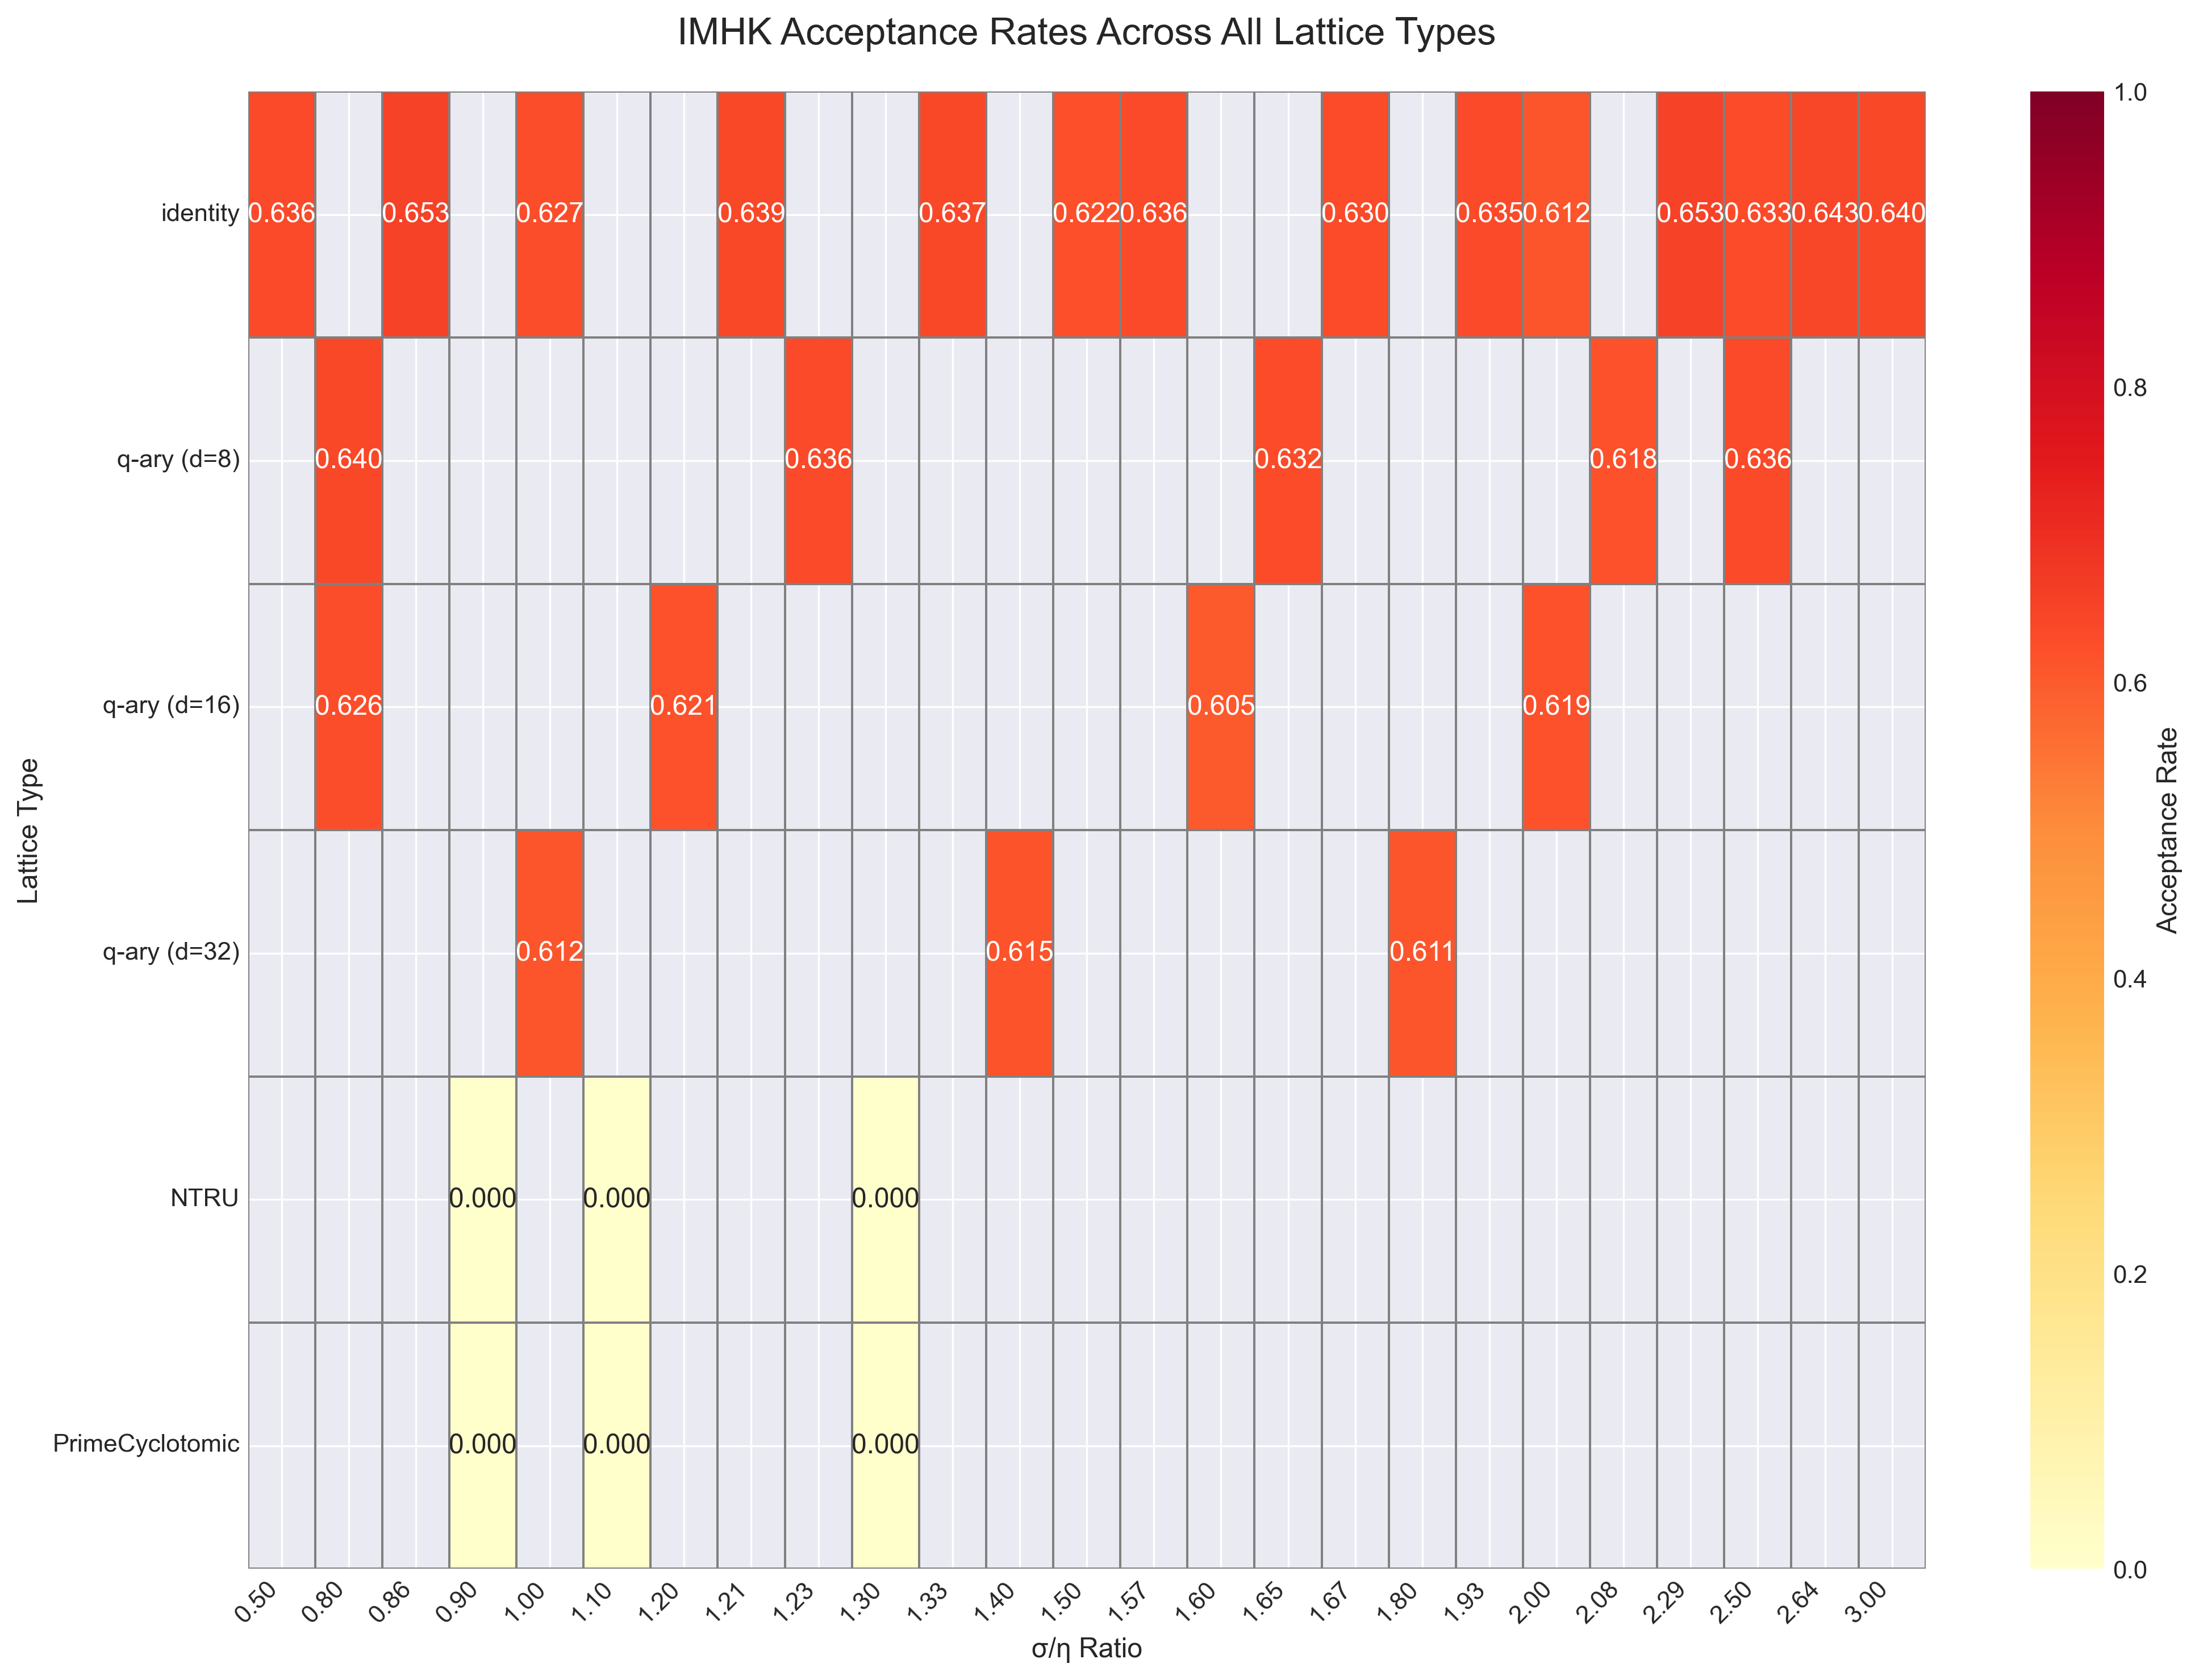 IMHK Acceptance Rates Across All Lattice Types
identity 0.636 0.653 0.627 0.639 0.637 0.622 0.636 0.630 0.635 0.612 0.653 0.633 0.643 0.640
q-ary (d=8) 0.640 0.636 0.632 0.618 0.636
q-ary (d=16) 0.626 0.621 0.605 0.619
q-ary (d=32) 0.612 0.615 0.611
NTRU 0.000 0.000 0.000
PrimeCyclotomic 0.000 0.000 0.000
Lattice Type
0.50 0.80 0.86 0.90 1.00 1.10 1.20 1.21 1.23 1.30 1.33 1.40 1.50 1.57 1.60 1.65 1.67 1.80 1.93 2.00 2.08 2.29 2.50 2.64 3.00
σ/η Ratio
1.0
0.8
0.6
0.4
0.2
0.0
Acceptance Rate